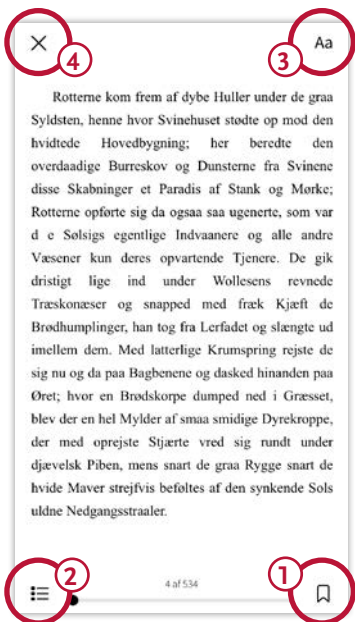 4
3
Aa
Rotterne kom frem af dybe Huller under de graa
Syldsten, henne hvor Svinehuset stødte op mod den
hvidtede Hovedbygning; her beredte den
overdaadige Burreskov og Dunsterne fra Svinene
disse Skabninger et Paradis af Stank og Mørke;
Rotterne opførte sig da ogsaa saa ugenerte, som var
d e Sølsigs egentlige Indvaanere og alle andre
Væsener kun deres opvartende Tjenere. De gik
dristigt lige ind under Wollesens revnede
Træskonæser og snapped med fræk Kjæft de
Brødhumplinger, han tog fra Lerfadet og slængte ud
imellem dem. Med latterlige Krumspring rejste de
sig nu og da paa Bagbenene og dasked hinanden paa
Øret; hvor en Brødskorpe dumped ned i Græsset,
blev der en hel Mylder af smaa smidige Dyrekroppe,
der med oprejste Stjærte vred sig rundt under
djævelsk Piben, mens snart de graa Rygge snart de
hvide Maver strejfvis beføltes af den synkende Sols
uldne Nedgangsstraaler.
2
4 af 534
1